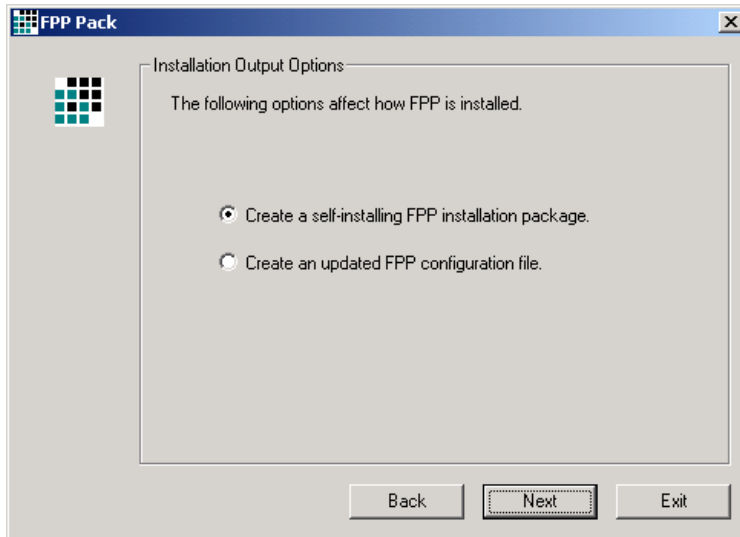 FPP Pack
Installation Output Options
The following options affect how FPP is installed.
Create a self-installing FPP installation package.
Create an updated FPP configuration file.
Back Next Exit